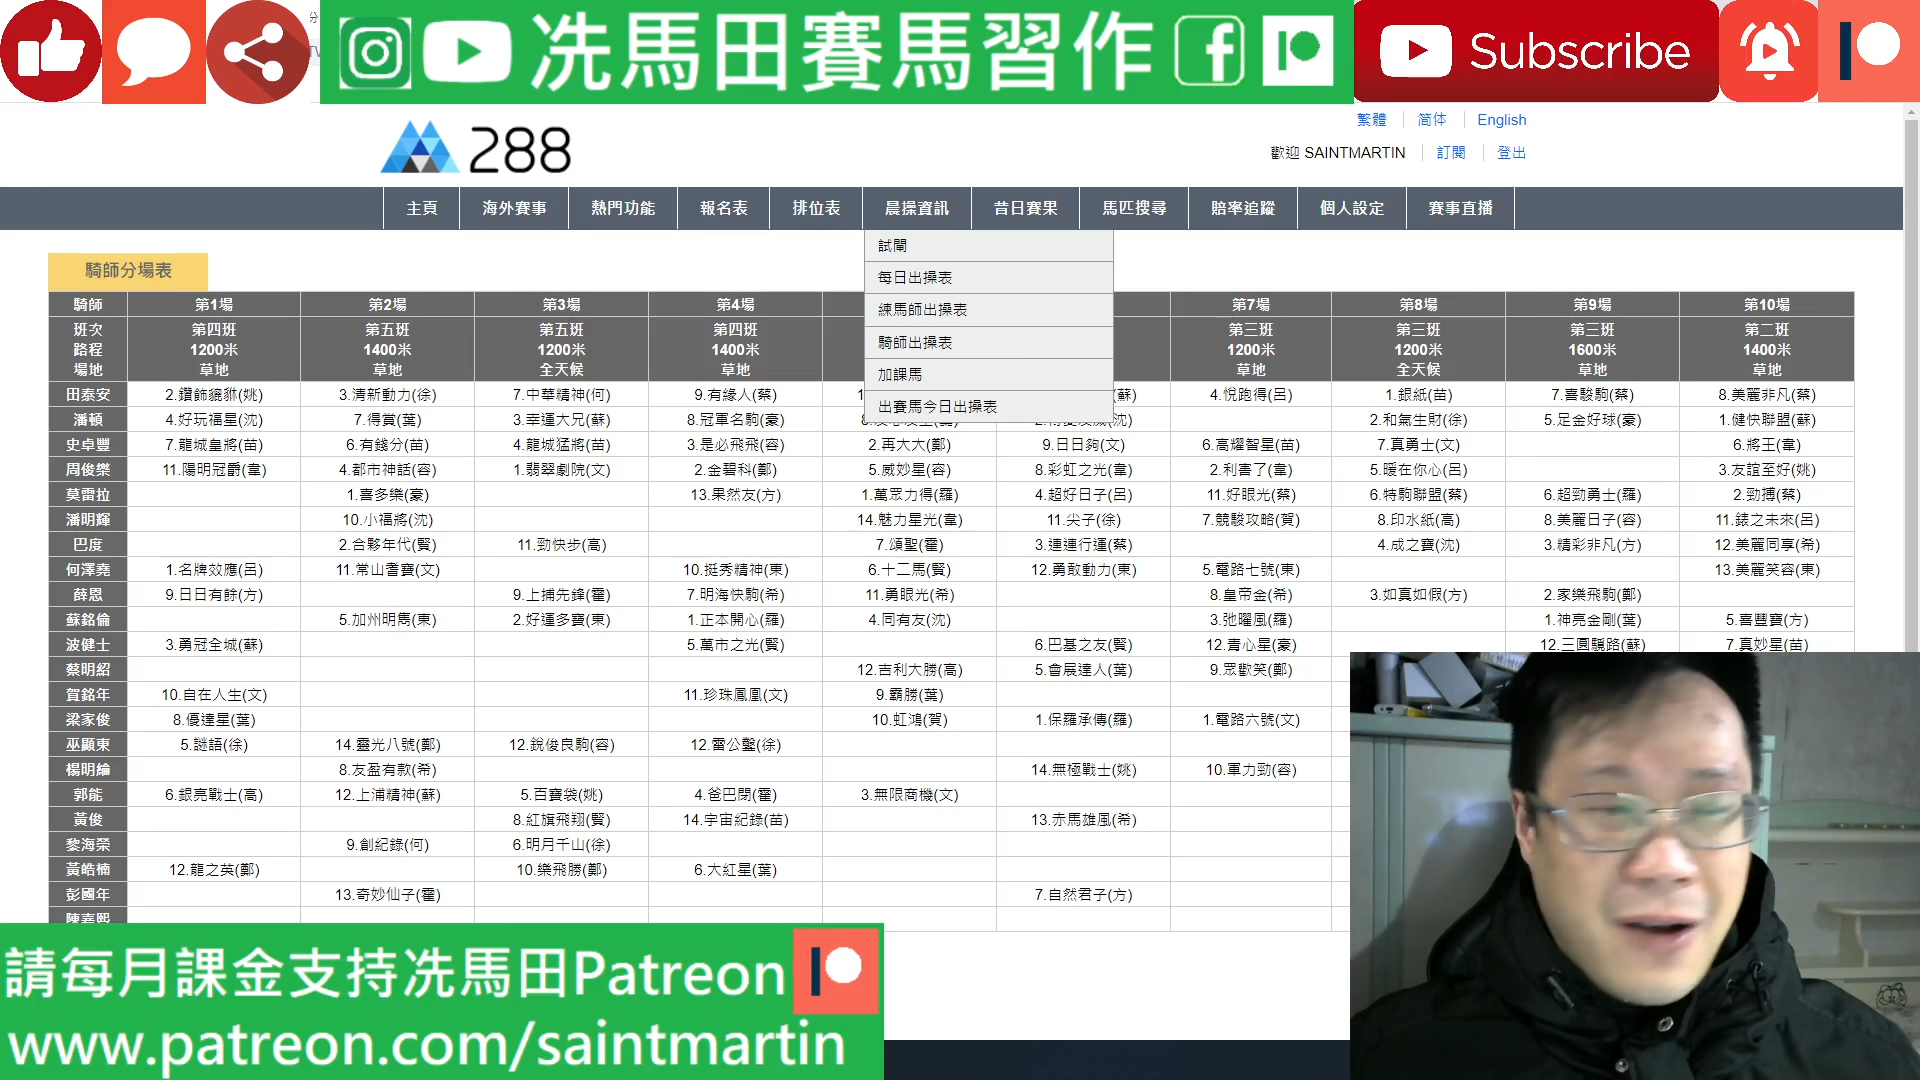 冼馬田賽馬習作
Subscribe
288
繁體 简体 English
歡迎 SAINTMARTIN 訂閱 登出
主頁 海外賽事 熱門功能 報名表 排位表 晨操資訊 昔日賽果 馬匹搜尋 賠率追蹤 個人設定 賽事直播
試閘
每日出操表
練馬師出操表
騎師出操表
加課馬
出賽馬今日出操表
騎師分場表
騎師 第1場 第2場 第3場 第4場 第7場 第8場 第9場 第10場
班次 第四班 第五班 第五班 第四班 第三班 第三班 第三班 第二班
路程 1200米 1400米 1200米 1400米 1200米 1200米 1600米 1400米
場地 草地 草地 全天候 草地 草地 全天候 草地 草地
田泰安 2.鑽飾貔貅(姚) 3.清新動力(徐) 7.中華精神(何) 9.有緣人(蔡) (蘇) 4.悅跑得(呂) 1.銀紙(苗) 7.喜駿駒(蔡) 8.美麗非凡(蔡)
潘頓 4.好玩福星(沈) 7.得賞(葉) 3.幸運大兄(蘇) 8.冠軍名駒(豪) 2.和氣生財(徐) 5.足金好球(豪) 1.健快聯盟(蘇)
史卓豐 7.龍城皇將(苗) 6.有錢分(苗) 4.龍城猛將(苗) 3.是必飛飛(容) 2.再大大(鄭) 9.日日夠(文) 6.高耀智星(苗) 7.真勇士(文) 6.將王(韋)
周俊樂 11.陽明冠爵(韋) 4.都市神話(容) 1.翡翠劇院(文) 2.金碧科(鄭) 5.威妙星(容) 8.彩虹之光(韋) 2.利害了(韋) 5.暖在你心(呂) 3.友誼至好(姚)
莫雷拉 1.喜多樂(豪) 13.果然友(方) 1.萬眾力得(羅) 4.超好日子(呂) 11.好眼光(蔡) 6.特駒聯盟(蔡) 6.超勁勇士(羅) 2.勁搏(蔡)
潘明輝 10.小福將(沈) 14.魅力星光(韋) 11.尖子(徐) 7.競駿攻略(賀) 8.印水紙(高) 8.美麗日子(容) 11.錶之未來(呂)
巴度 2.合夥年代(賢) 11.勁快步(高) 7.頌聖(霍) 3.連連行運(蔡) 4.成之寶(沈) 3.精彩非凡(方) 12.美麗同享(希)
何澤堯 1.名牌效應(呂) 11.常山耆寶(文) 10.挺秀精神(東) 6.十二馬(賢) 12.勇敢動力(東) 5.電路七號(東) 13.美麗笑容(東)
薛恩 9.日日有餘(方) 9.上捕先鋒(霍) 7.明海快駒(希) 11.勇眼光(希) 8.皇帝金(希) 3.如真如假(方) 2.家樂飛駒(鄭)
蘇銘倫 5.加州明雋(東) 2.好運多寶(東) 1.正本開心(羅) 4.同有友(沈) 3.弛曜風(羅) 1.神亮金剛(葉) 5.喜豐寶(方)
波健士 3.勇冠全城(蘇) 5.萬市之光(賢) 6.巴基之友(賢) 12.青心星(豪) 12.三圓騳路(蘇) 7.真妙星(苗)
蔡明紹 12.吉利大勝(高) 5.會展達人(葉) 9.眾歡笑(鄭)
賀銘年 10.自在人生(文) 11.珍珠鳳凰(文) 9.霸勝(葉)
梁家俊 8.優達星(葉) 10.虹鴻(賀) 1.保羅承傳(羅) 1.電路六號(文)
巫顯東 5.謎語(徐) 14.靈光八號(鄭) 12.銳俊良駒(容) 12.雷公鑿(徐)
楊明綸 8.友盈有款(希) 14.無極戰士(姚) 10.軍力勁(容)
郭能 6.銀亮戰士(高) 12.上浦精神(蘇) 5.百寶袋(姚) 4.爸巴閉(霍) 3.無限商機(文)
黃俊 8.紅旗飛翔(賢) 14.宇宙紀錄(苗) 13.赤馬雄風(希)
黎海榮 9.創紀錄(何) 6.明月千山(徐)
黃皓楠 12.龍之英(鄭) 10.樂飛勝(鄭) 6.大紅星(葉)
彭國年 13.奇妙仙子(霍) 7.自然君子(方)
陳嘉熙
請每月課金支持冼馬田Patreon
www.patreon.com/saintmartin